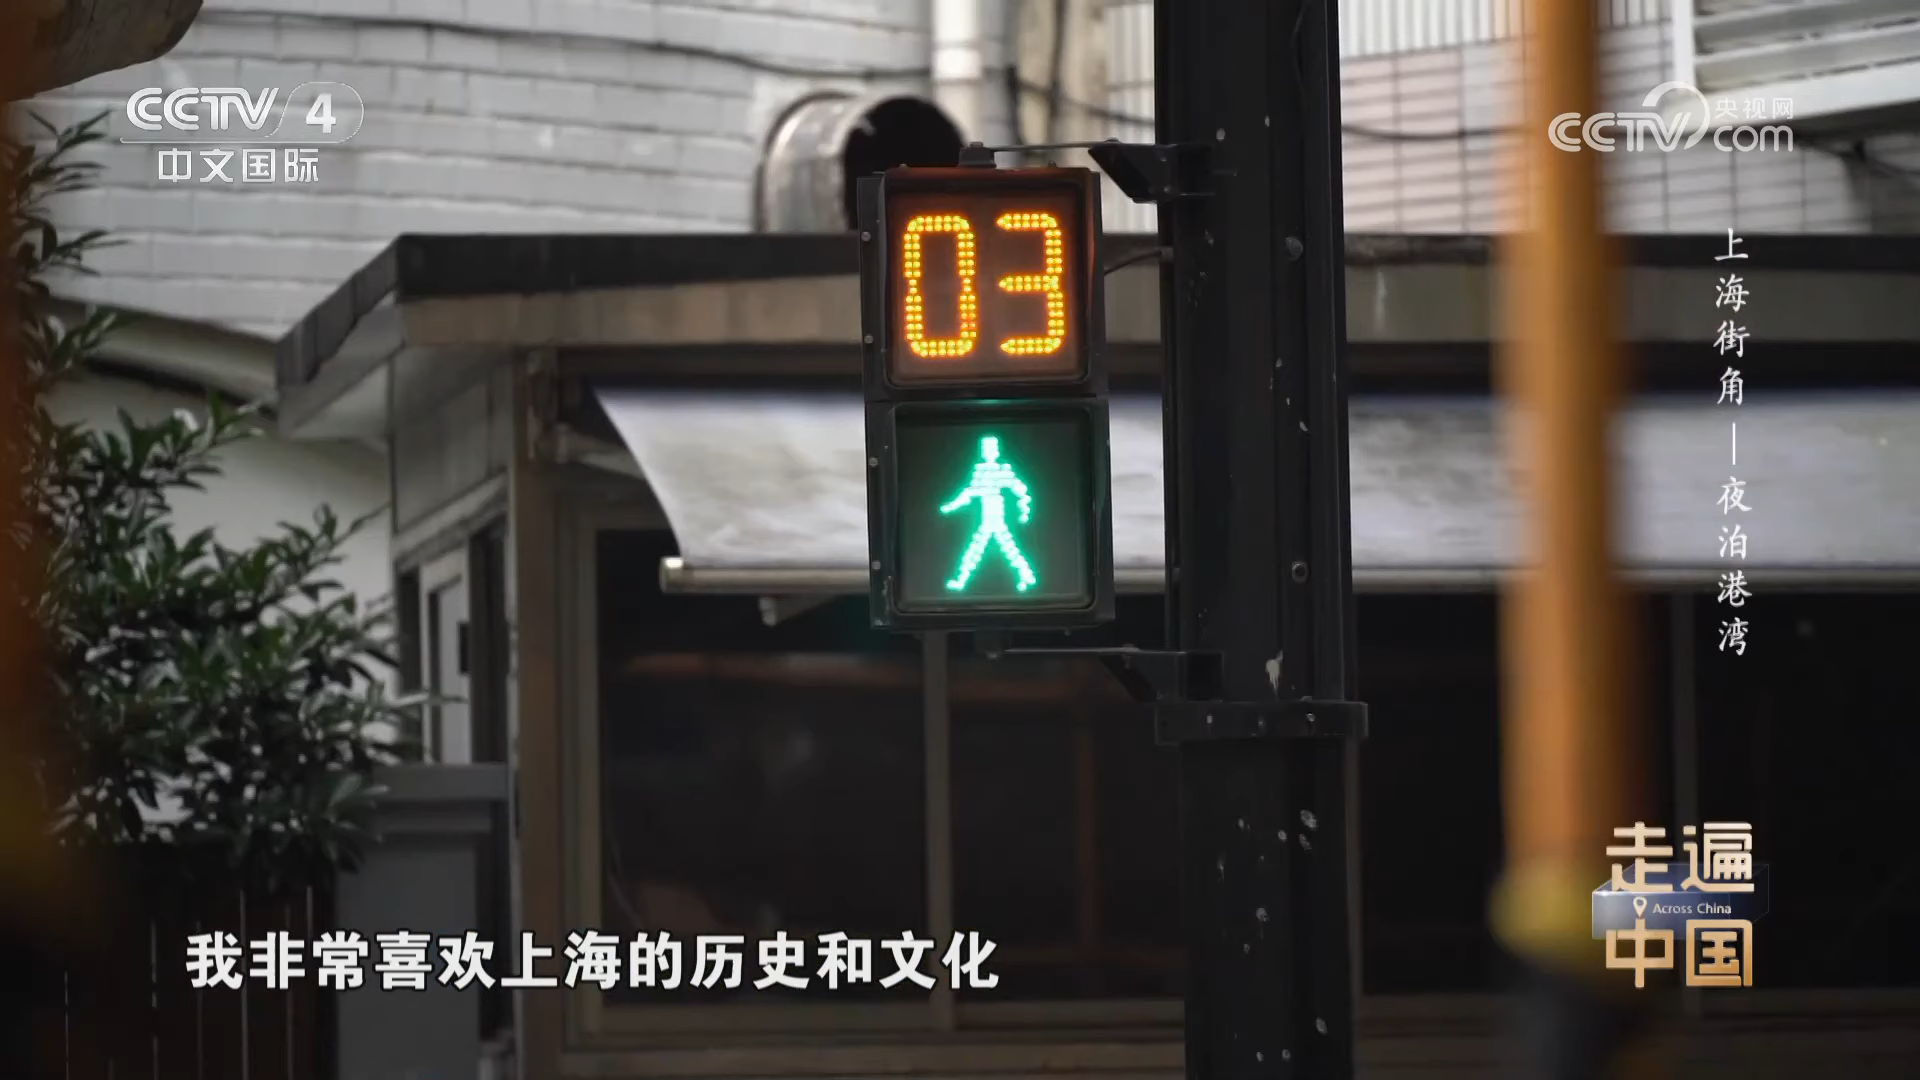 CCTV 4
中文国际
央视网
CCTV.com
03
上海街角—夜泊港湾
走遍
Across China
中国
我非常喜欢上海的历史和文化